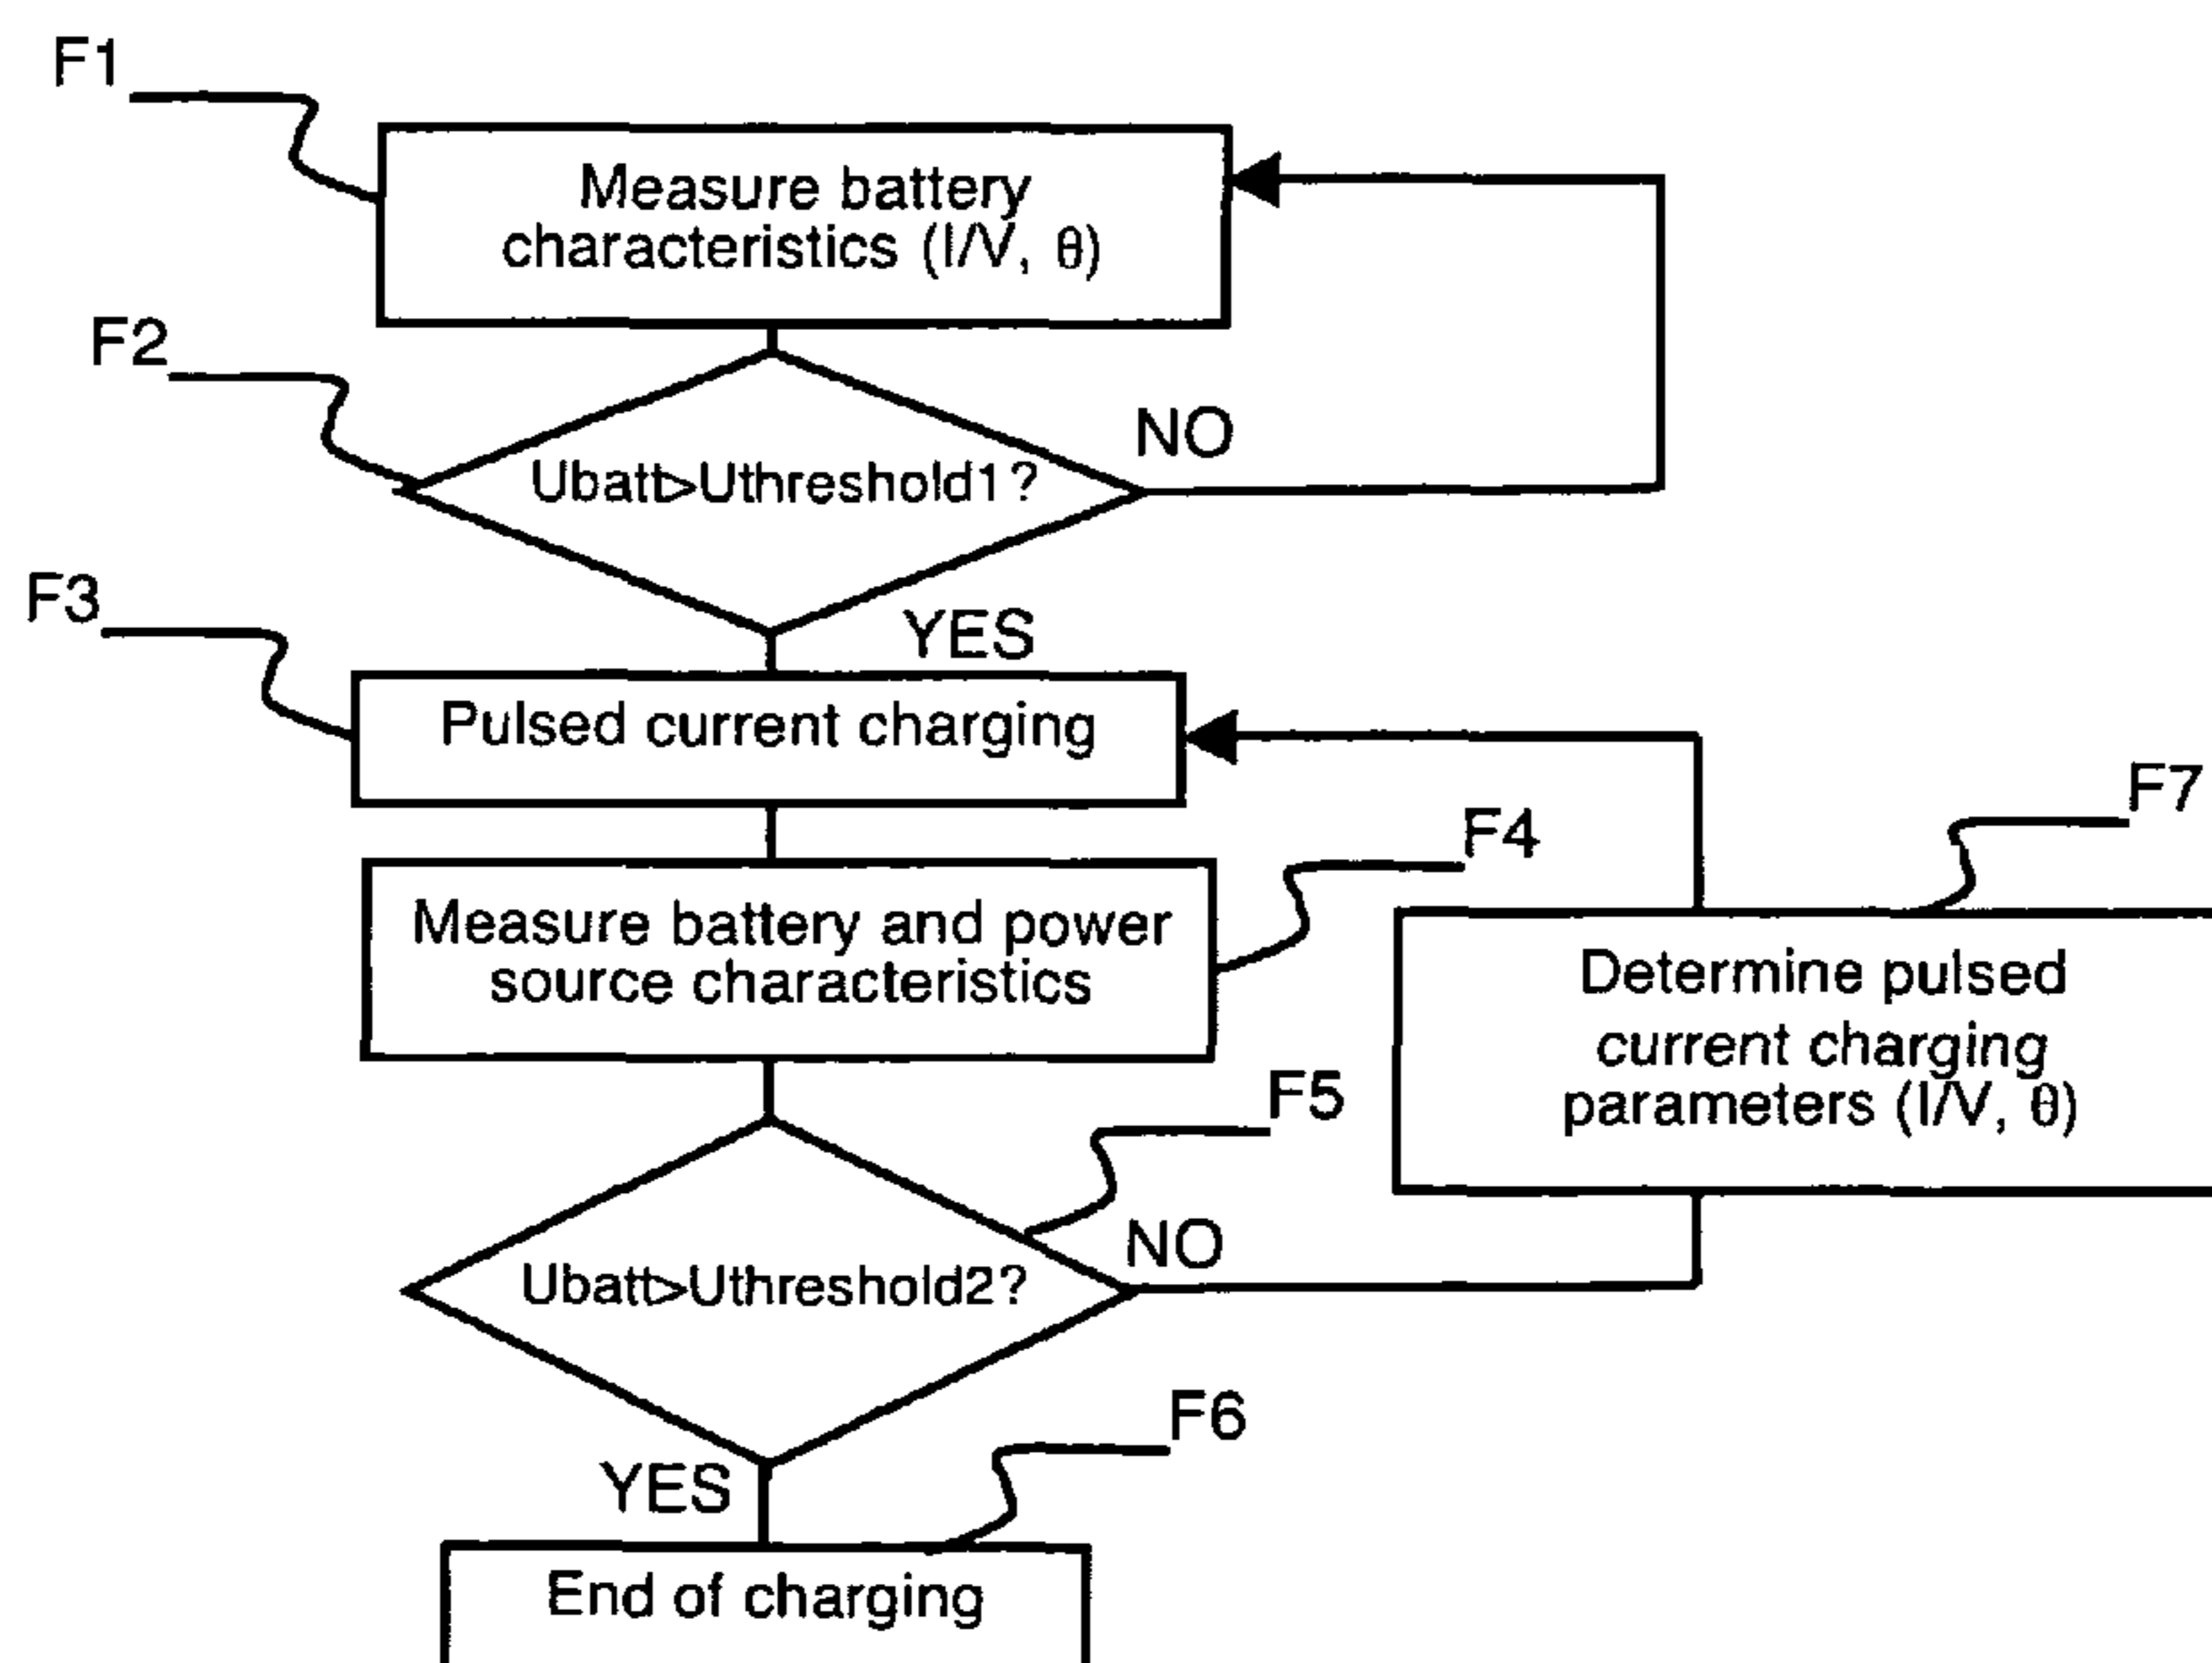 F1
Measure battery
characteristics (I/V, θ)
F2
NO
Ubatt>Uthreshold1?
F3
YES
Pulsed current charging
F7
F4
Measure battery and power
source characteristics
Determine pulsed
current charging
parameters (I/V, θ)
F5
NO
Ubatt>Uthreshold2?
F6
YES
End of charging